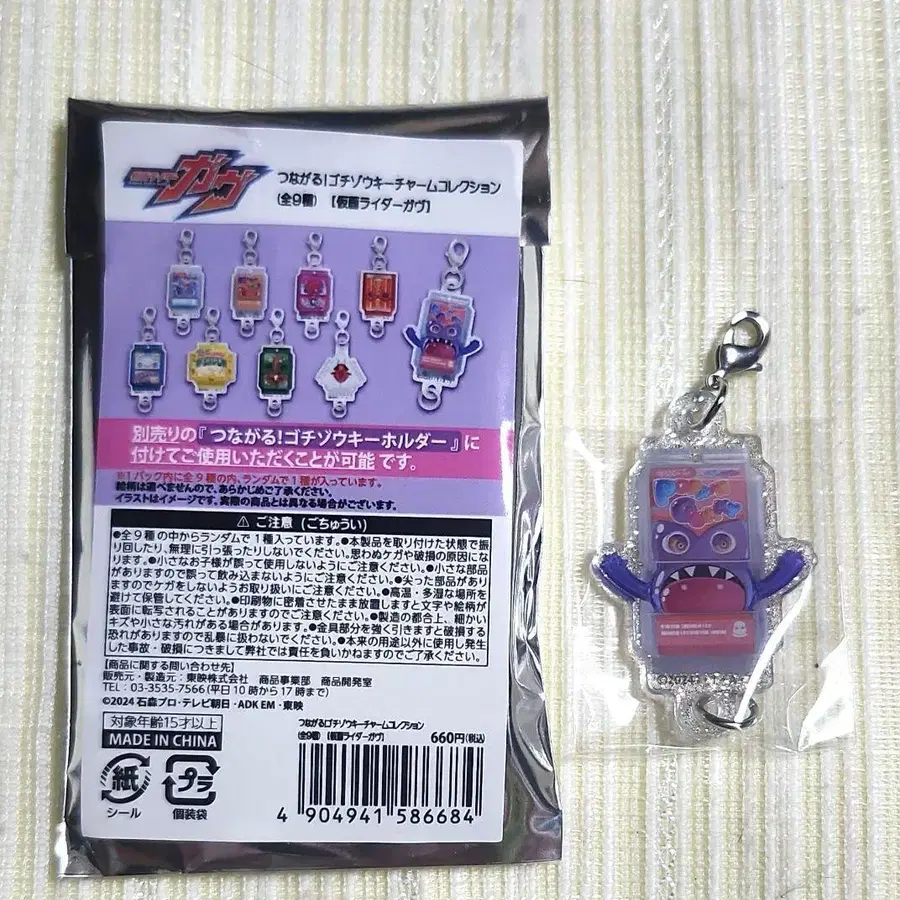 仮面ライダー
ガヴ
つながる!ゴチゾウキーチャームコレクション
(全9種) 【仮面ライダーガヴ】
別売りの『つながる!ゴチゾウキーホルダー』に
付けてご使用いただくことが可能です。
※1パック内に全9種の内、ランダムで1種が入っています。
絵柄は選べませんので、あらかじめご了承ください。
イラストはイメージです。実際の商品とは異なる場合がございます。
⚠ ご注意 (ごちゅうい)
●全9種の中からランダムで1種入っています。●本製品を取り付けた状態で振
り回したり、無理に引っ張ったりしないでください。思わぬケガや破損の原因にな
ります。●小さなお子様が誤って使用しないようにご注意ください。●小さな部品
がありますので誤って飲み込まないようにご注意ください。●尖った部品があり
ますのでケガをしないようお取り扱いにご注意ください。●高温・多湿な場所を
避けて保管してください。●印刷物に密着させたまま放置しますと文字や絵柄が
表面に転写されることがありますのでご注意ください。●製造の都合上、細かい
キズや小さな汚れがある場合があります。●金具部分を強く引きますと破損する
恐れがありますので乱暴に扱わないでください。●本来の用途以外に使用し発生し
た事故・破損につきまして弊社では責任を負いかねますのでご了承ください。
【商品に関する問い合わせ先】
販売元・製造元:東映株式会社 商品事業部 商品開発室
TEL:03-3535-7566(平日10時から17時まで)
©2024 石森プロ・テレビ朝日・ADK EM・東映
対象年齢15才以上
MADE IN CHINA
つながるゴチゾウキーチャームコレクション
(全9種)【仮面ライダーガヴ】
660円(税込)
紙
シール
プラ
個装袋
4 904941 586684
©2024